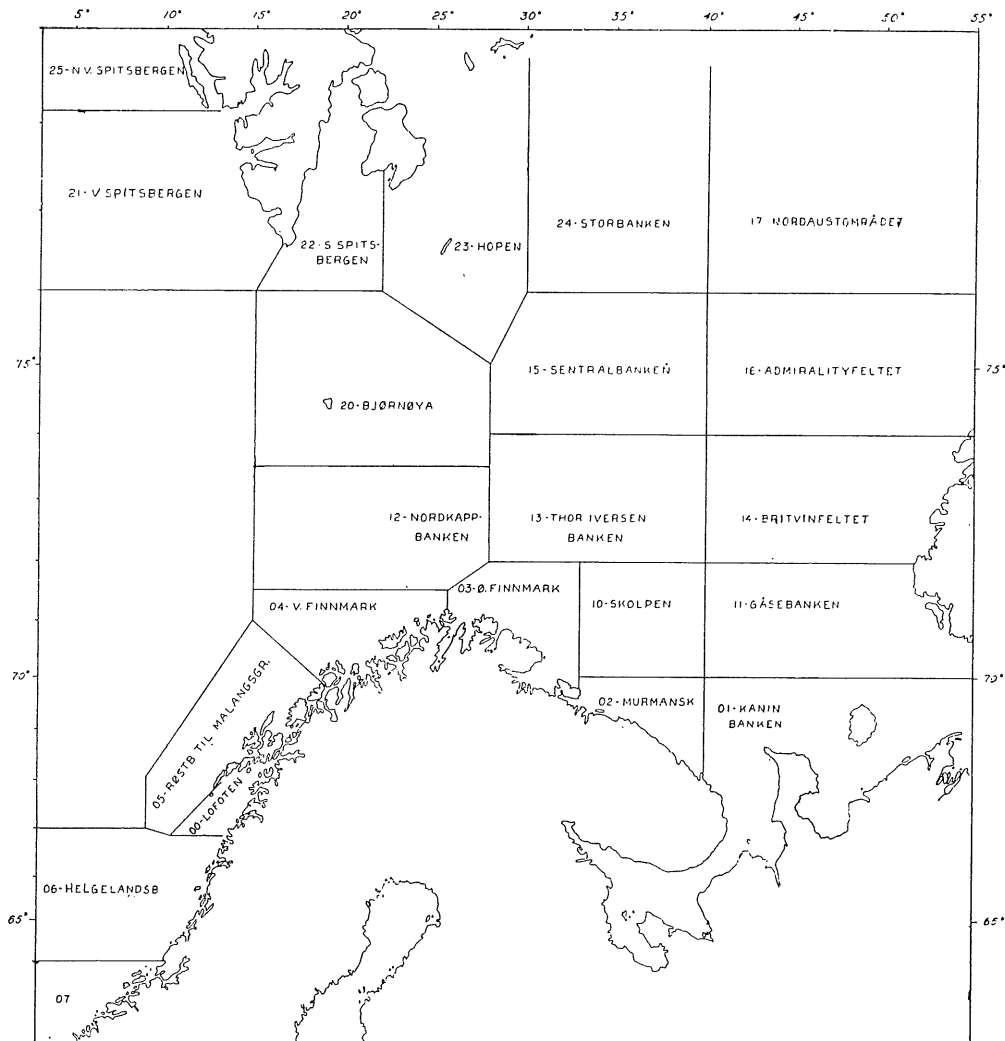 5° 10° 15° 20° 25° 30° 35° 40° 45° 50° 55°
25-N V. SPITSBERGEN
21-V SPITSBERGEN
22-S SPITS-
BERGEN
23-HOPEN
24-STORBANKEN
17 NORDAUSTOMRÅDET
75°
15-SENTRALBANKEN
16-ADMIRALITYFELTET
75°
20-BJØRNØYA
12-NORDKAPP-
BANKEN
13-THOR IVERSEN
BANKEN
14-BRITVINFELTET
04-V. FINNMARK
03-Ø. FINNMARK
10-SKOLPEN
11-GÅSEBANKEN
70°
70°
05-RØSTB TIL MALANGSGR.
02-MURMANSK
01-KANIN
BANKEN
00-LOFOTEN
06-HELGELANDSB
65°
65°
07